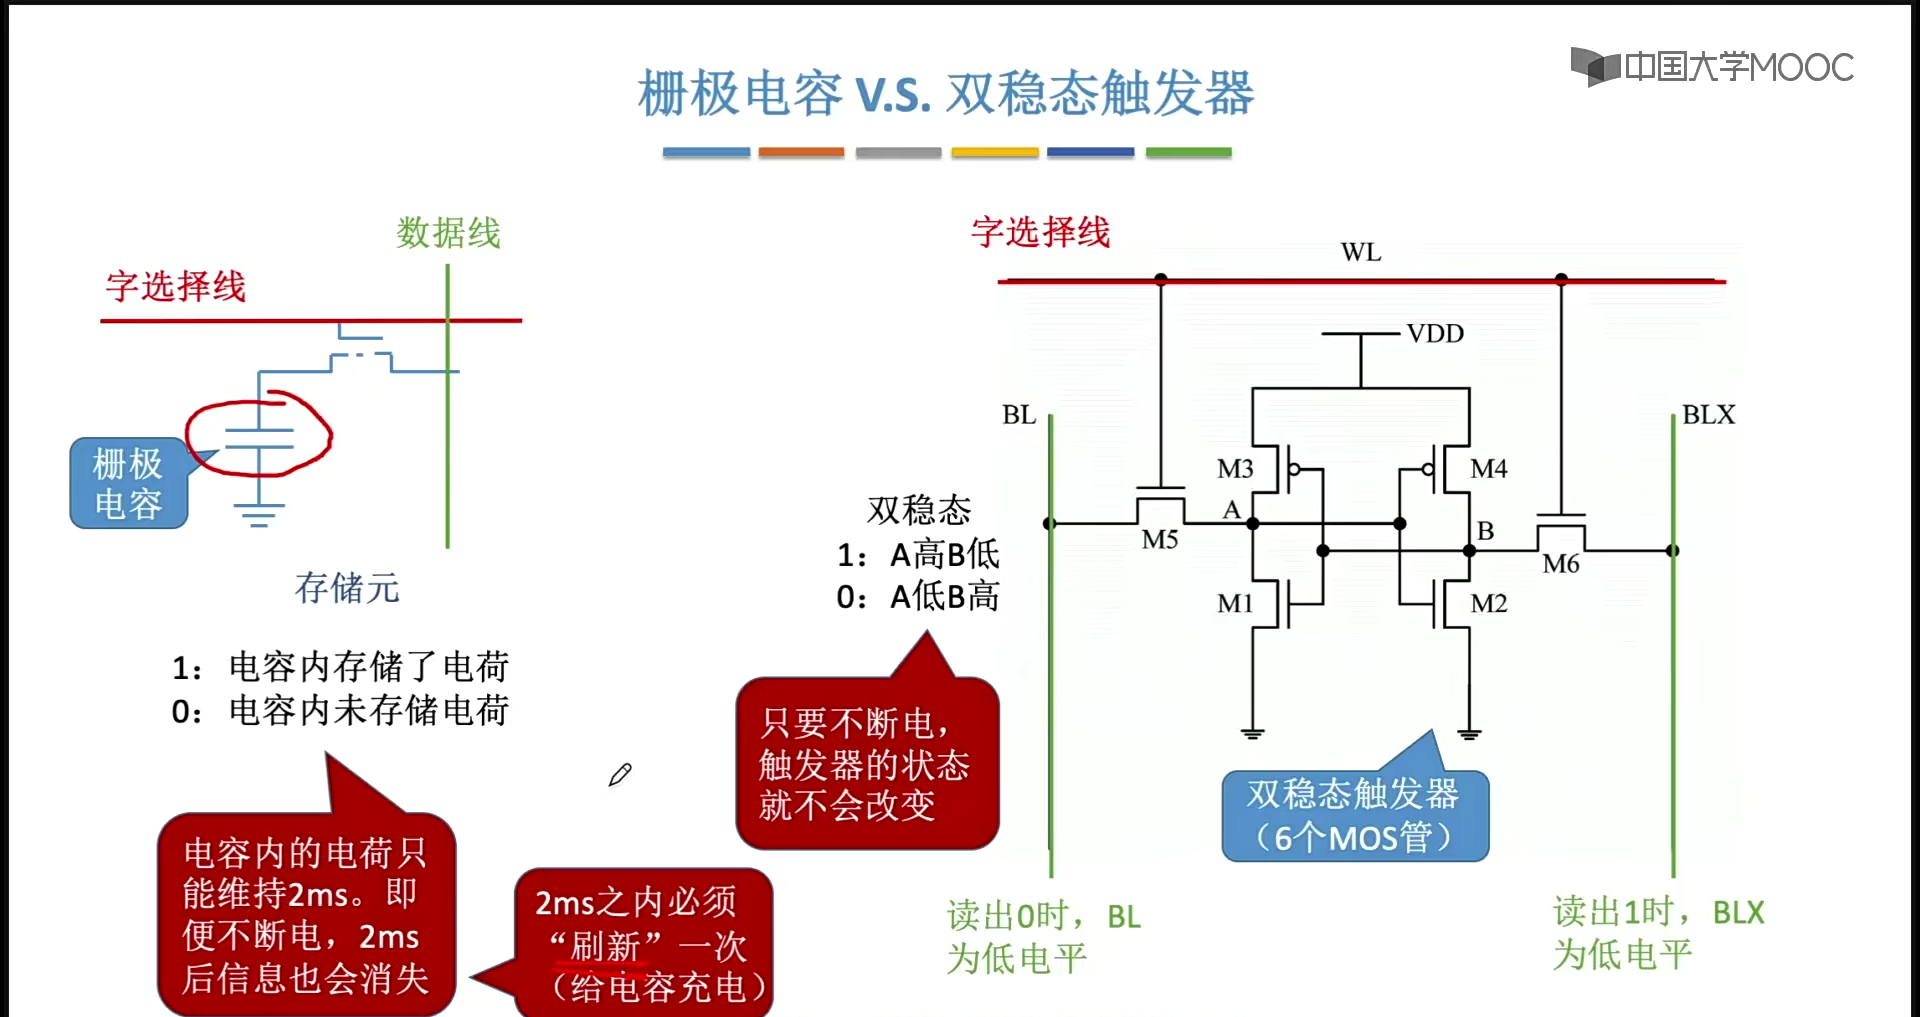 中国大学MOOC
栅极电容 V.S. 双稳态触发器
数据线
字选择线
栅极
电容
存储元
1：电容内存储了电荷
0：电容内未存储电荷
电容内的电荷只
能维持2ms。即
便不断电，2ms
后信息也会消失
2ms之内必须
“刷新”一次
（给电容充电）
字选择线
WL
VDD
BL
BLX
M3
M4
A
B
M5
M6
M1
M2
双稳态
1：A高B低
0：A低B高
只要不断电，
触发器的状态
就不会改变
双稳态触发器
（6个MOS管）
读出0时，BL
为低电平
读出1时，BLX
为低电平